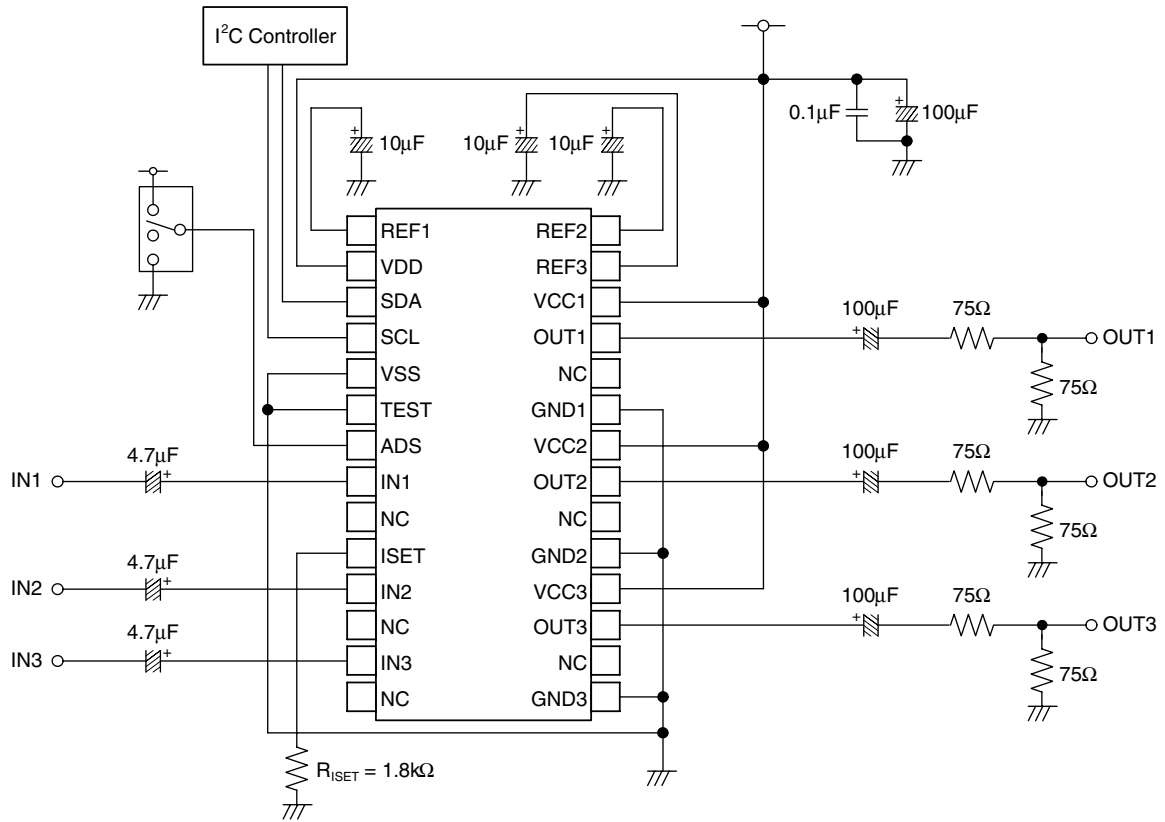 I²C Controller
0.1μF
100μF
10μF
10μF
10μF
REF1
REF2
VDD
REF3
SDA
VCC1
SCL
OUT1
100μF
75Ω
OUT1
VSS
NC
75Ω
TEST
GND1
ADS
VCC2
IN1
4.7μF
IN1
OUT2
100μF
75Ω
OUT2
NC
NC
75Ω
ISET
GND2
IN2
4.7μF
IN2
VCC3
NC
OUT3
100μF
75Ω
OUT3
IN3
4.7μF
IN3
NC
75Ω
NC
GND3
RISET = 1.8kΩ
+
+
+
+
+
+
+
+
+
+